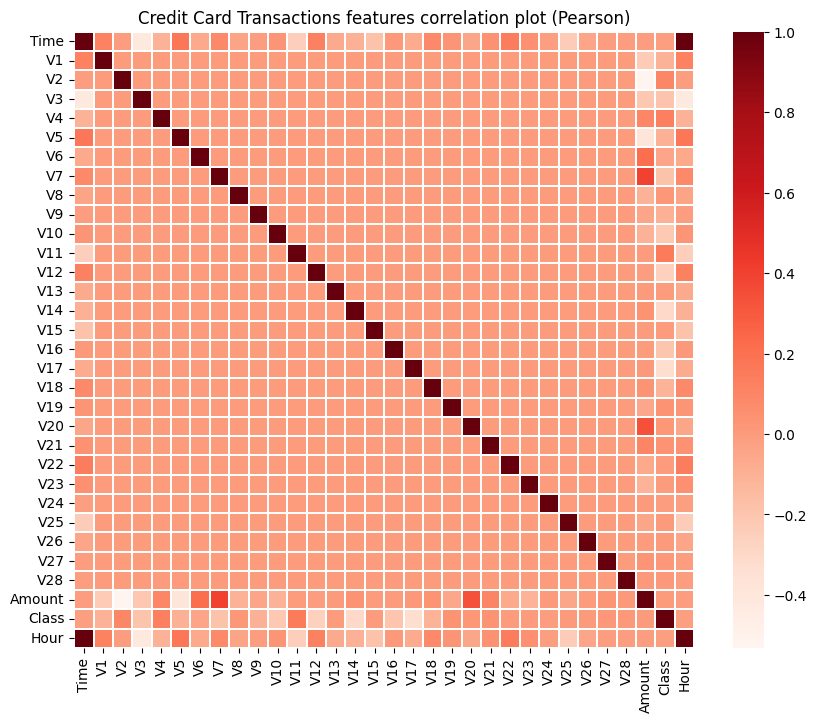 Credit Card Transactions features correlation plot (Pearson)
Time
V1
V2
V3
V4
V5
V6
V7
V8
V9
V10
V11
V12
V13
V14
V15
V16
V17
V18
V19
V20
V21
V22
V23
V24
V25
V26
V27
V28
Amount
Class
Hour
Time V1 V2 V3 V4 V5 V6 V7 V8 V9 V10 V11 V12 V13 V14 V15 V16 V17 V18 V19 V20 V21 V22 V23 V24 V25 V26 V27 V28 Amount Class Hour
1.0
0.8
0.6
0.4
0.2
0.0
−0.2
−0.4